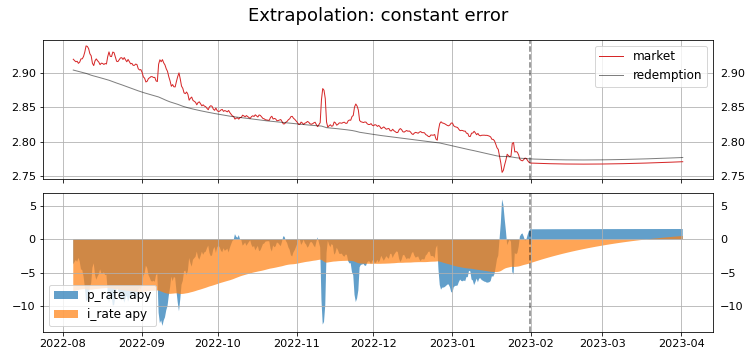 Extrapolation: constant error
market
redemption
2.90 2.90
2.85 2.85
2.80 2.80
2.75 2.75
5 5
0 0
−5 −5
−10 −10
p_rate apy
i_rate apy
2022-08 2022-09 2022-10 2022-11 2022-12 2023-01 2023-02 2023-03 2023-04